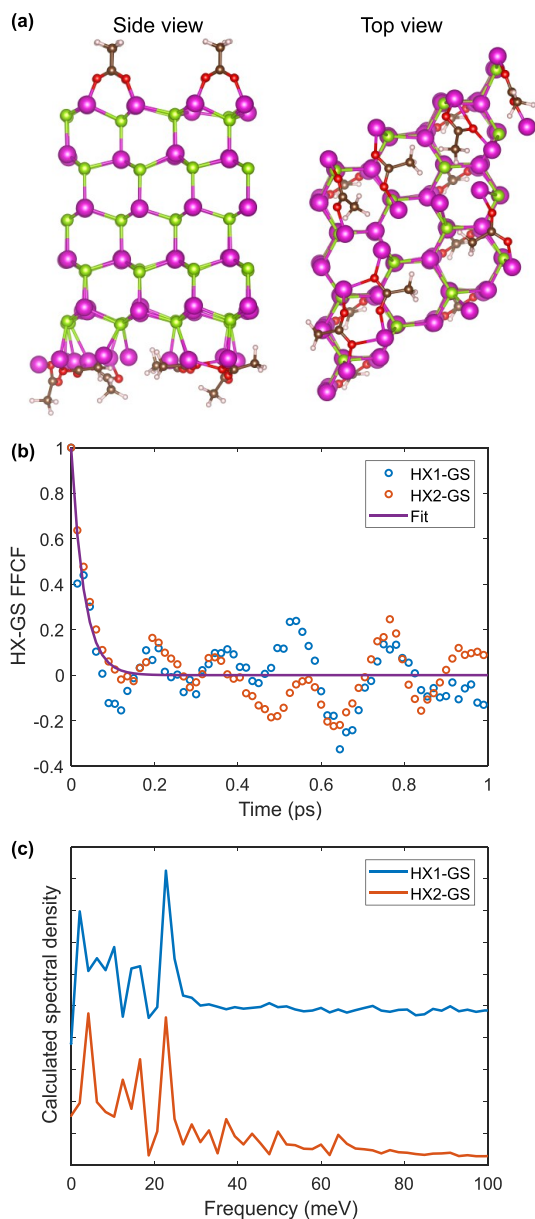 (a) Side view Top view
(b)
1
0.8
0.6
0.4
0.2
0
-0.2
-0.4
HX-GS FFCF
HX1-GS
HX2-GS
Fit
0 0.2 0.4 0.6 0.8 1
Time (ps)
(c)
Calculated spectral density
HX1-GS
HX2-GS
0 20 40 60 80 100
Frequency (meV)